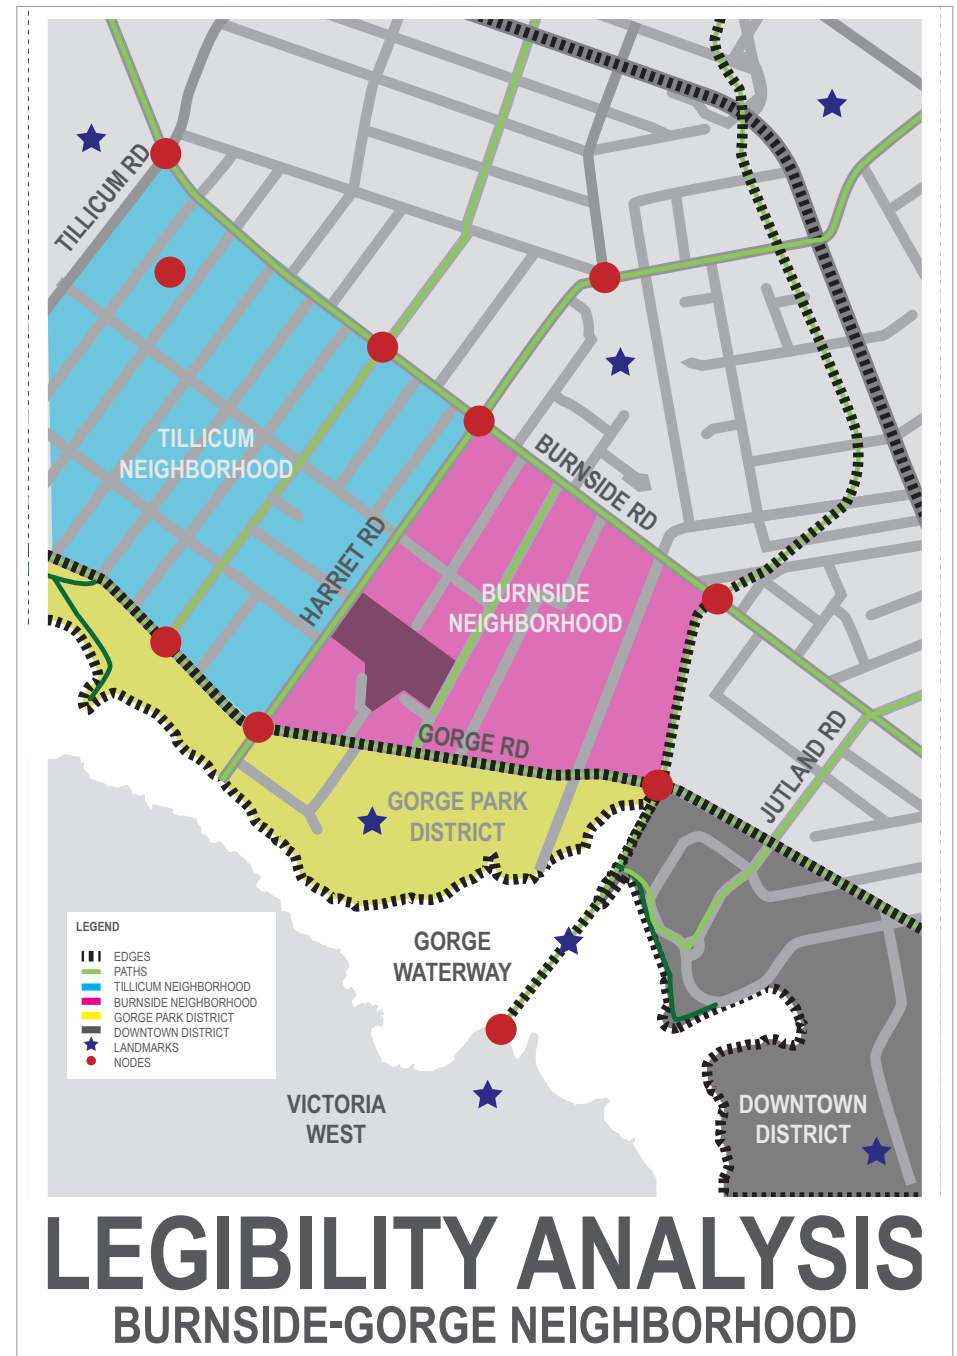 TILLICUM RD
TILLICUM
NEIGHBORHOOD
HARRIET RD
BURNSIDE RD
BURNSIDE
NEIGHBORHOOD
GORGE RD
JUTLAND RD
GORGE PARK
DISTRICT
GORGE
WATERWAY
LEGEND
EDGES
PATHS
TILLICUM NEIGHBORHOOD
BURNSIDE NEIGHBORHOOD
GORGE PARK DISTRICT
DOWNTOWN DISTRICT
LANDMARKS
NODES
VICTORIA
WEST
DOWNTOWN
DISTRICT
LEGIBILITY ANALYSIS
BURNSIDE-GORGE NEIGHBORHOOD